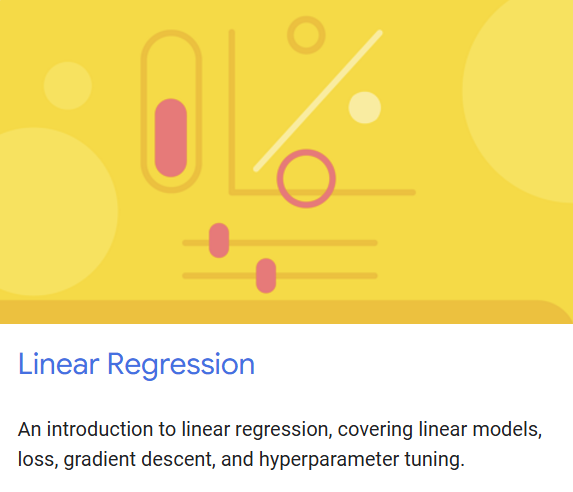 Linear Regression
An introduction to linear regression, covering linear models,
loss, gradient descent, and hyperparameter tuning.